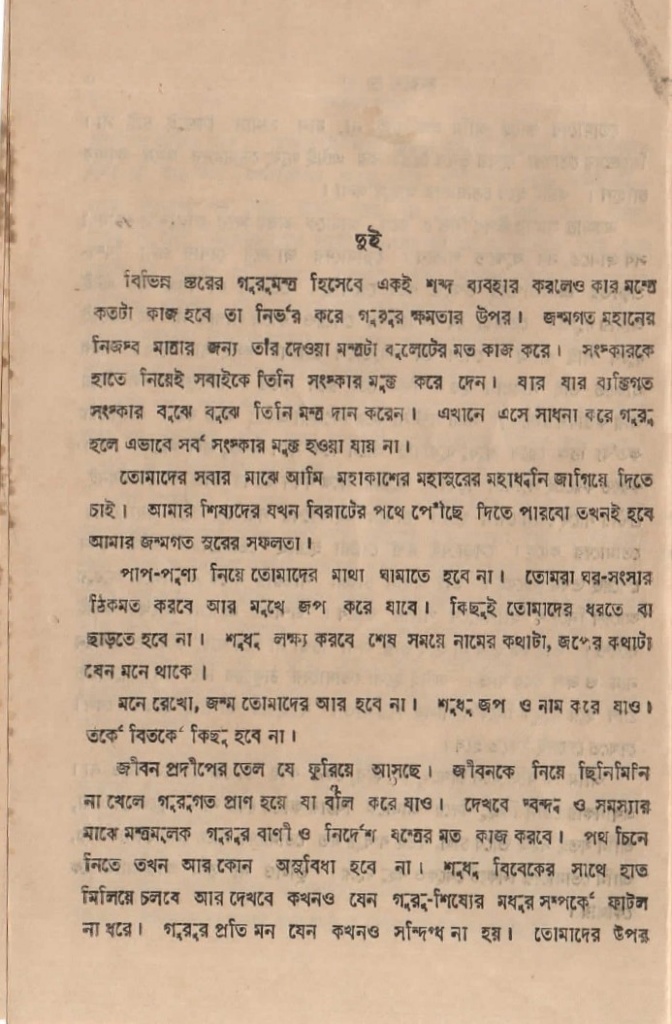 দুই
বিভিন্ন স্তরের গুরুমন্ত্র হিসেবে একই শব্দ ব্যবহার করলেও কার মন্ত্রে
কতটা কাজ হবে তা নির্ভর করে গুরুর ক্ষমতার উপর। জন্মগত মহানের
নিজস্ব মাত্রার জন্য তাঁর দেওয়া মন্ত্রটা বুলেটের মত কাজ করে। সংস্কারকে
হাতে নিয়েই সবাইকে তিনি সংস্কার মুক্ত করে দেন। যার যার ব্যক্তিগত
সংস্কার বুঝে বুঝে তিনি মন্ত্র দান করেন। এখানে এসে সাধনা করে গুরু
হলে এভাবে সর্ব সংস্কার মুক্ত হওয়া যায় না।
তোমাদের সবার মাঝে আমি মহাকাশের মহাসুরের মহাধ্বনি জাগিয়ে দিতে
চাই। আমার শিষ্যদের যখন বিরাটের পথে পৌঁছে দিতে পারবো তখনই হবে
আমার জন্মগত সুরের সফলতা।
পাপ-পুণ্য নিয়ে তোমাদের মাথা ঘামাতে হবে না। তোমরা ঘর-সংসার
ঠিকমত করবে আর মুখে জপ করে যাবে। কিছুই তোমাদের ধরতে বা
ছাড়তে হবে না। শুধু লক্ষ্য করবে শেষ সময়ে নামের কথাটা, জপের কথাটা
যেন মনে থাকে।
মনে রেখো, জন্ম তোমাদের আর হবে না। শুধু জপ ও নাম করে যাও।
তর্কে বিতর্কে কিছু হবে না।
জীবন প্রদীপের তেল যে ফুরিয়ে আসছে। জীবনকে নিয়ে ছিনিমিনি
না খেলে গুরুগত প্রাণ হয়ে যা বলি করে যাও। দেখবে দ্বন্দ্ব ও সমস্যার
মাঝে মন্ত্রমূলক গুরুর বাণী ও নির্দেশ যন্ত্রের মত কাজ করবে। পথ চিনে
নিতে তখন আর কোন অসুবিধা হবে না। শুধু বিবেকের সাথে হাত
মিলিয়ে চলবে আর দেখবে কখনও যেন গুরু-শিষ্যের মধুর সম্পর্কে ফাটল
না ধরে। গুরুর প্রতি মন যেন কখনও সন্দিগ্ধ না হয়। তোমাদের উপর